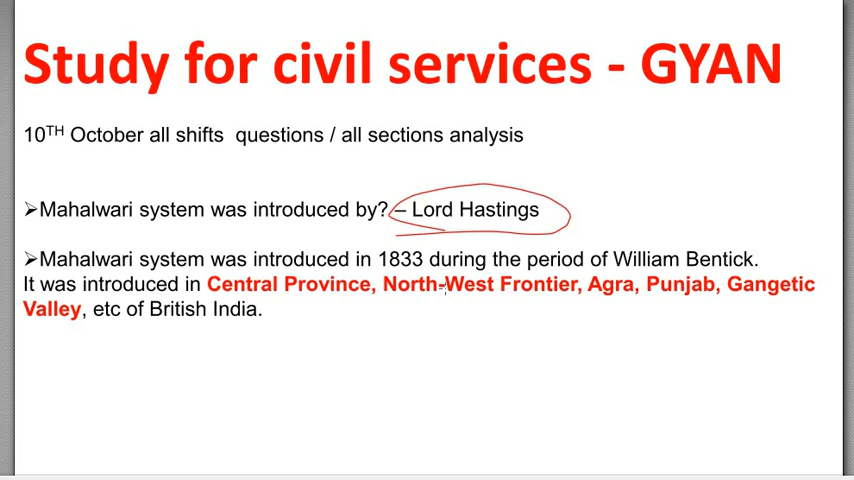 Study for civil services - GYAN
10TH October all shifts questions / all sections analysis
➢Mahalwari system was introduced by? – Lord Hastings
➢Mahalwari system was introduced in 1833 during the period of William Bentick.
It was introduced in Central Province, North-West Frontier, Agra, Punjab, Gangetic
Valley, etc of British India.